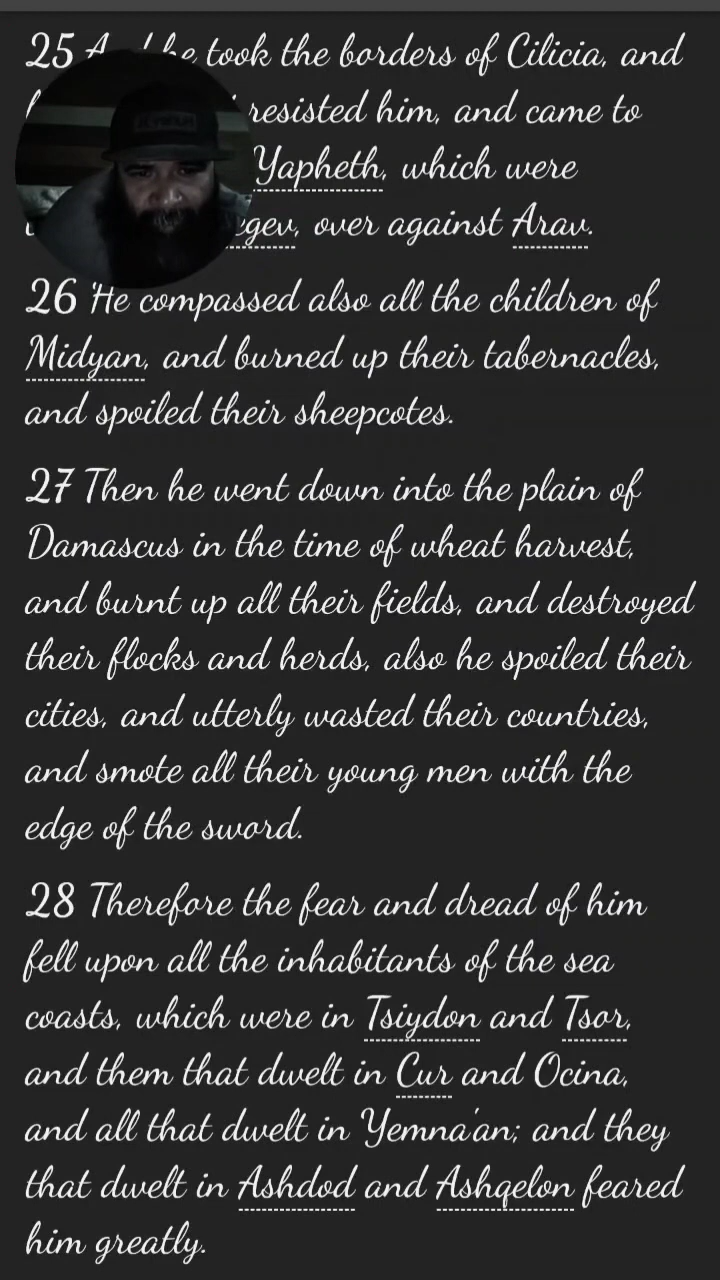 25 And he took the borders of Cilicia, and
resisted him, and came to
Yapheth, which were
over against Arav.
26 He compassed also all the children of
Midyan, and burned up their tabernacles,
and spoiled their sheepcotes.
27 Then he went down into the plain of
Damascus in the time of wheat harvest,
and burnt up all their fields, and destroyed
their flocks and herds, also he spoiled their
cities, and utterly wasted their countries,
and smote all their young men with the
edge of the sword.
28 Therefore the fear and dread of him
fell upon all the inhabitants of the sea
coasts, which were in Tsiydon and Tsor,
and them that dwelt in Cur and Ocina,
and all that dwelt in Yemna'an; and they
that dwelt in Ashdod and Ashqelon feared
him greatly.